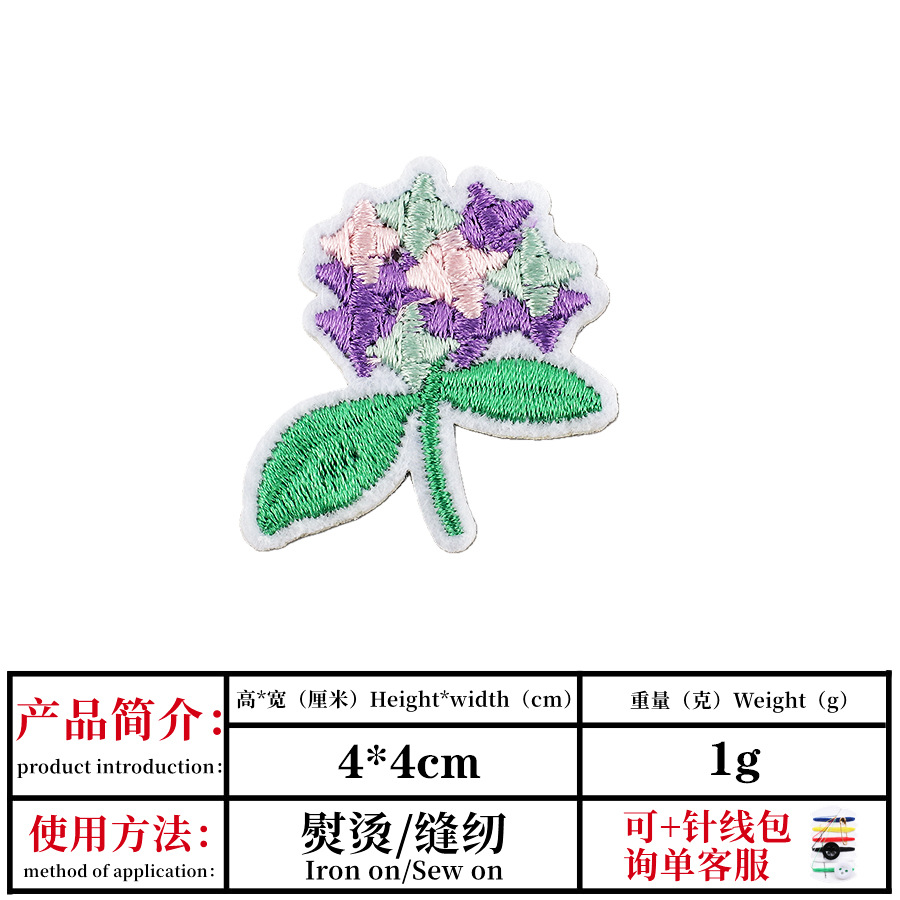 产品简介：
product introduction：
高*宽（厘米）Height*width（cm）
重量（克）Weight（g）
4*4cm
1g
使用方法：
method of application：
熨烫/缝纫
Iron on/Sew on
可+针线包
询单客服